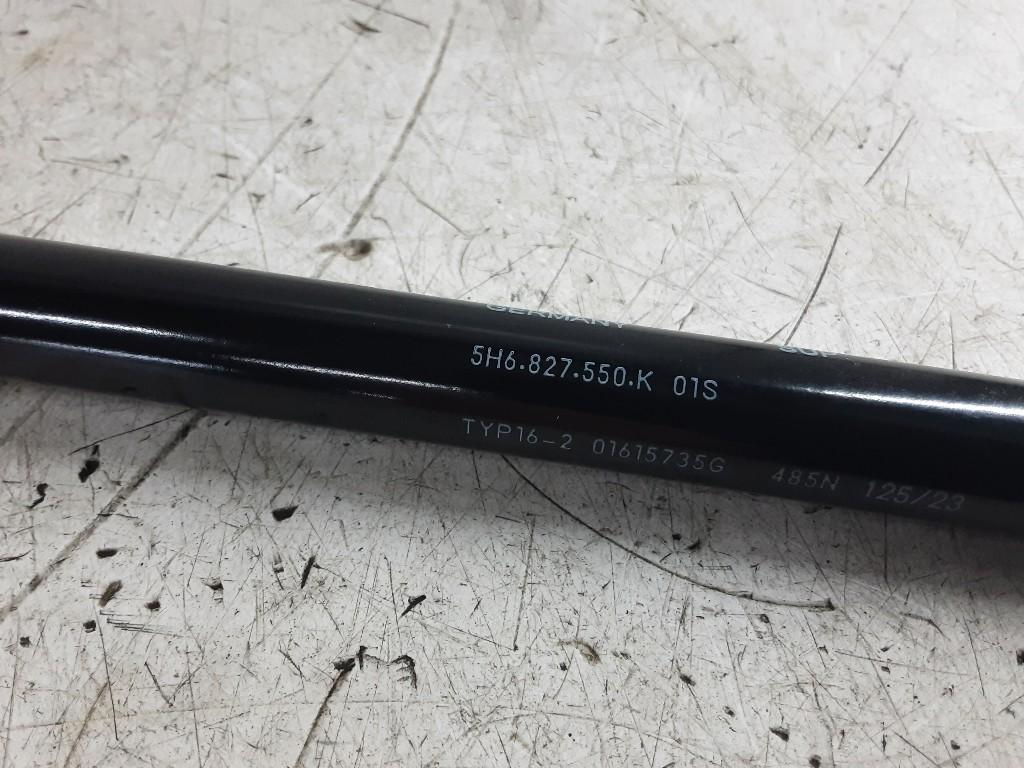 GERMANY
5H6.827.550.K 01S
TYP16-2 01615735G 485N 125/23